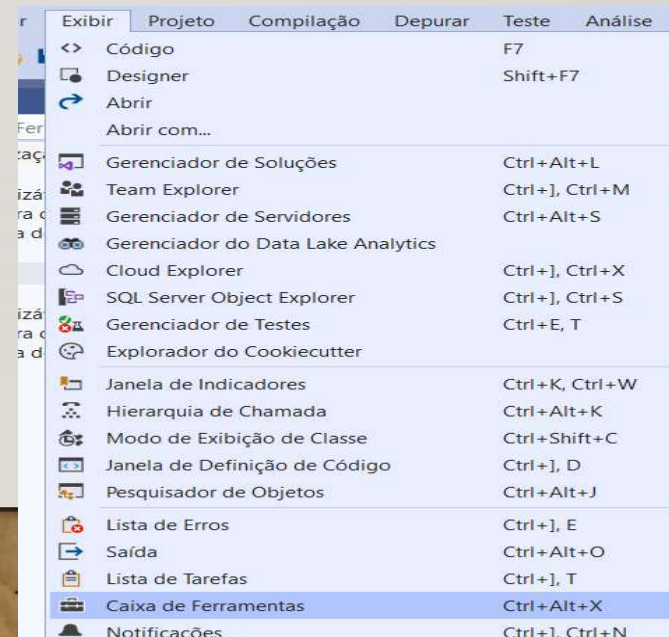 Exibir Projeto Compilação Depurar Teste Análise
Código F7
Designer Shift+F7
Abrir
Abrir com...
Gerenciador de Soluções Ctrl+Alt+L
Team Explorer Ctrl+], Ctrl+M
Gerenciador de Servidores Ctrl+Alt+S
Gerenciador do Data Lake Analytics
Cloud Explorer Ctrl+], Ctrl+X
SQL Server Object Explorer Ctrl+], Ctrl+S
Gerenciador de Testes Ctrl+E, T
Explorador do Cookiecutter
Janela de Indicadores Ctrl+K, Ctrl+W
Hierarquia de Chamada Ctrl+Alt+K
Modo de Exibição de Classe Ctrl+Shift+C
Janela de Definição de Código Ctrl+], D
Pesquisador de Objetos Ctrl+Alt+J
Lista de Erros Ctrl+], E
Saída Ctrl+Alt+O
Lista de Tarefas Ctrl+], T
Caixa de Ferramentas Ctrl+Alt+X
Notificações Ctrl+], Ctrl+N